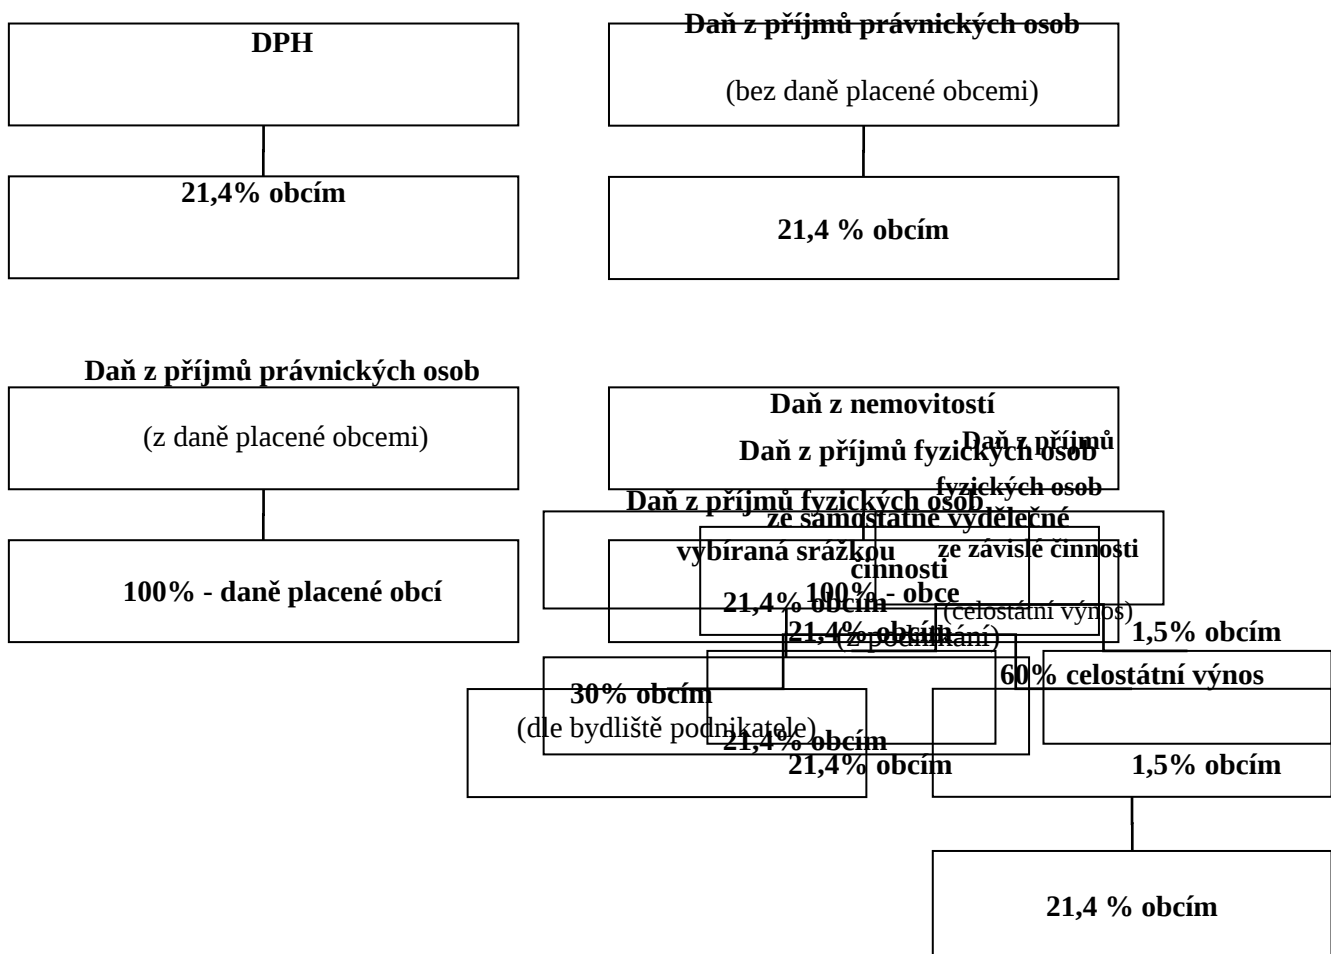 DPH
21,4% obcím
Daň z příjmů právnických osob
(bez daně placené obcemi)
21,4 % obcím
Daň z příjmů právnických osob
(z daně placené obcemi)
100% - daně placené obcí
Daň z nemovitostí
100% - obce
Daň z příjmů fyzických osob
vybíraná srážkou
21,4% obcím
21,4% obcím
Daň z příjmů fyzických osob
ze samostatné výdělečné
činnosti
(z podnikání)
30% obcím
(dle bydliště podnikatele)
60% celostátní výnos
21,4 % obcím
Daň z příjmů
fyzických osob
ze závislé činnosti
(celostátní výnos)
21,4% obcím
1,5% obcím
21,4% obcím
1,5% obcím